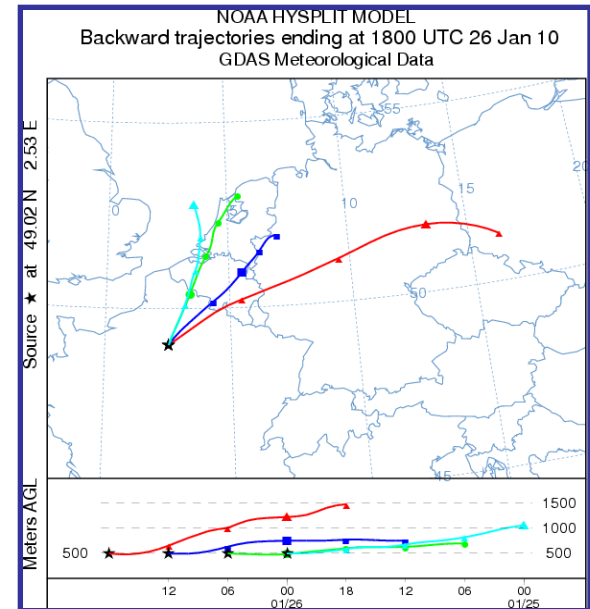 NOAA HYSPLIT MODEL
Backward trajectories ending at 1800 UTC 26 Jan 10
GDAS Meteorological Data
Source ★ at 49.02 N 2.53 E
55
20
15
10
0
50
45
Meters AGL
1500
1000
500
500
12 06 00 18 12 06 00
01/26 01/25